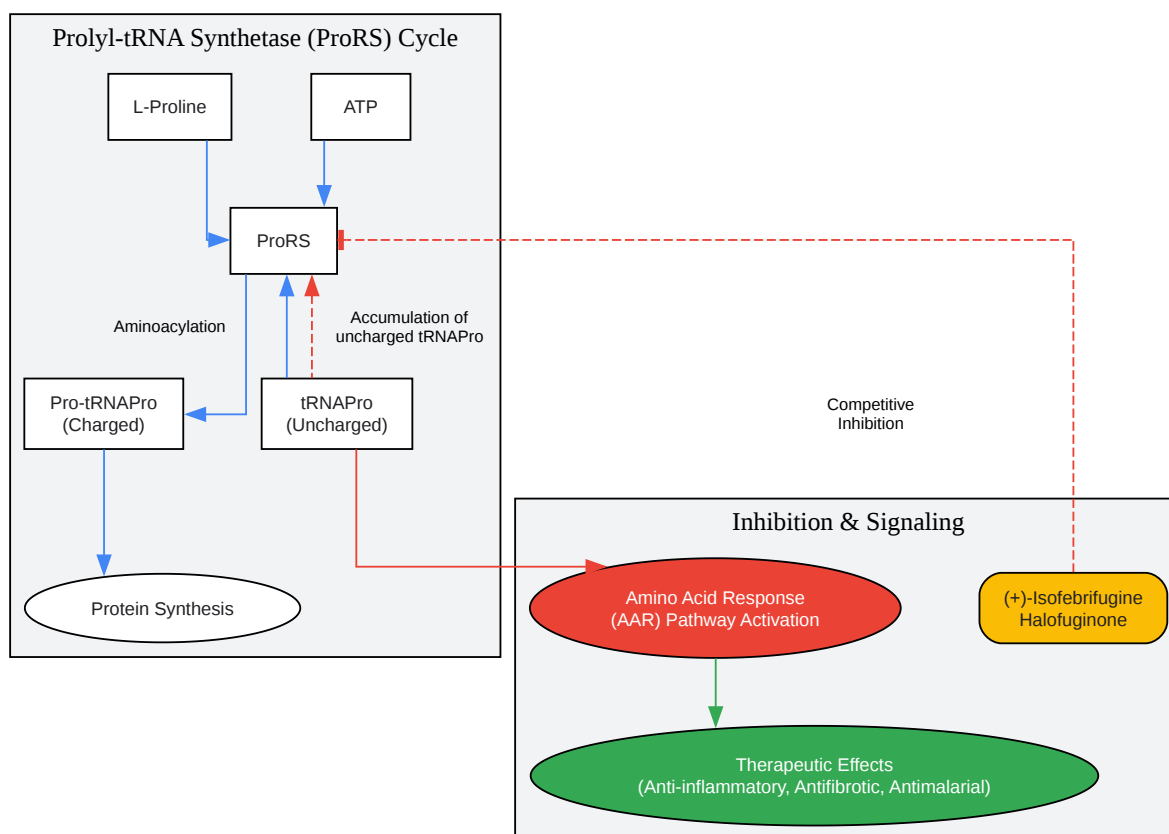 Prolyl-tRNA Synthetase (ProRS) Cycle
L-Proline
ATP
ProRS
Aminoacylation
Accumulation of
uncharged tRNAPro
Pro-tRNAPro
(Charged)
tRNAPro
(Uncharged)
Protein Synthesis
Competitive
Inhibition
Inhibition & Signaling
Amino Acid Response
(AAR) Pathway Activation
(+)-Isofebrifugine
Halofuginone
Therapeutic Effects
(Anti-inflammatory, Antifibrotic, Antimalarial)